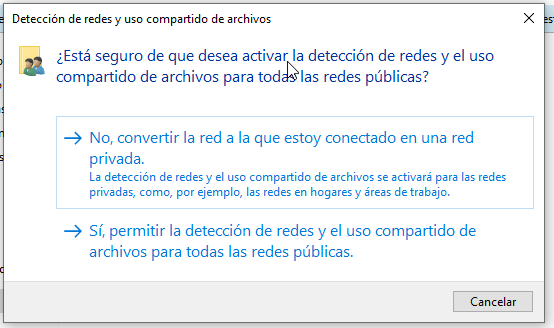 Detección de redes y uso compartido de archivos
¿Está seguro de que desea activar la detección de redes y el uso
compartido de archivos para todas las redes públicas?
No, convertir la red a la que estoy conectado en una red
privada.
La detección de redes y el uso compartido de archivos se activará para las redes
privadas, como, por ejemplo, las redes en hogares y áreas de trabajo.
Sí, permitir la detección de redes y el uso compartido de
archivos para todas las redes públicas.
Cancelar